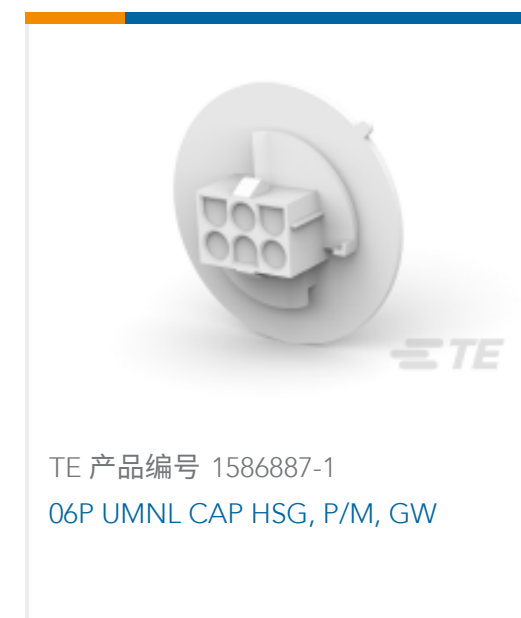 TE
TE 产品编号 1586887-1
06P UMNL CAP HSG, P/M, GW